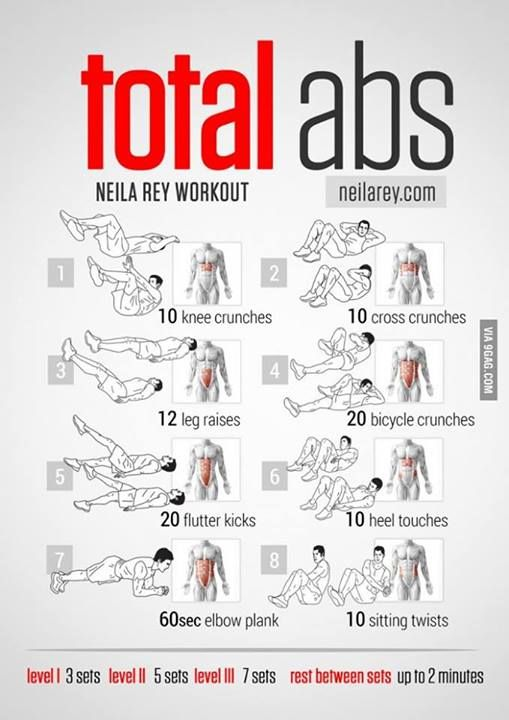 total abs
NEILA REY WORKOUT
neilarey.com
1
10 knee crunches
2
10 cross crunches
3
12 leg raises
4
20 bicycle crunches
5
20 flutter kicks
6
10 heel touches
7
60sec elbow plank
8
10 sitting twists
VIA 9GAG.COM
level I 3 sets level II 5 sets level III 7 sets rest between sets up to 2 minutes